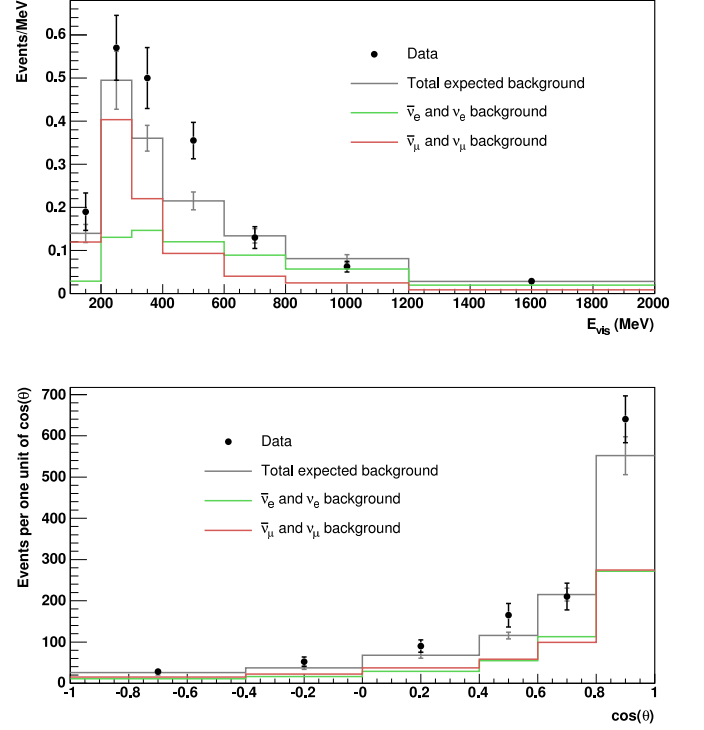 Events/MeV
0.6
0.5
0.4
0.3
0.2
0.1
0
Data
Total expected background
ν̅e and νe background
ν̅μ and νμ background
200 400 600 800 1000 1200 1400 1600 1800 2000
Evis (MeV)
Events per one unit of cos(θ)
700
600
500
400
300
200
100
0
Data
Total expected background
ν̅e and νe background
ν̅μ and νμ background
-1 -0.8 -0.6 -0.4 -0.2 -0 0.2 0.4 0.6 0.8 1
cos(θ)